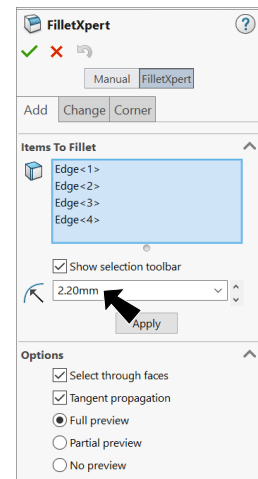 FilletXpert
?
Manual FilletXpert
Add Change Corner
Items To Fillet
Edge<1>
Edge<2>
Edge<3>
Edge<4>
Show selection toolbar
2.20mm
Apply
Options
Select through faces
Tangent propagation
Full preview
Partial preview
No preview